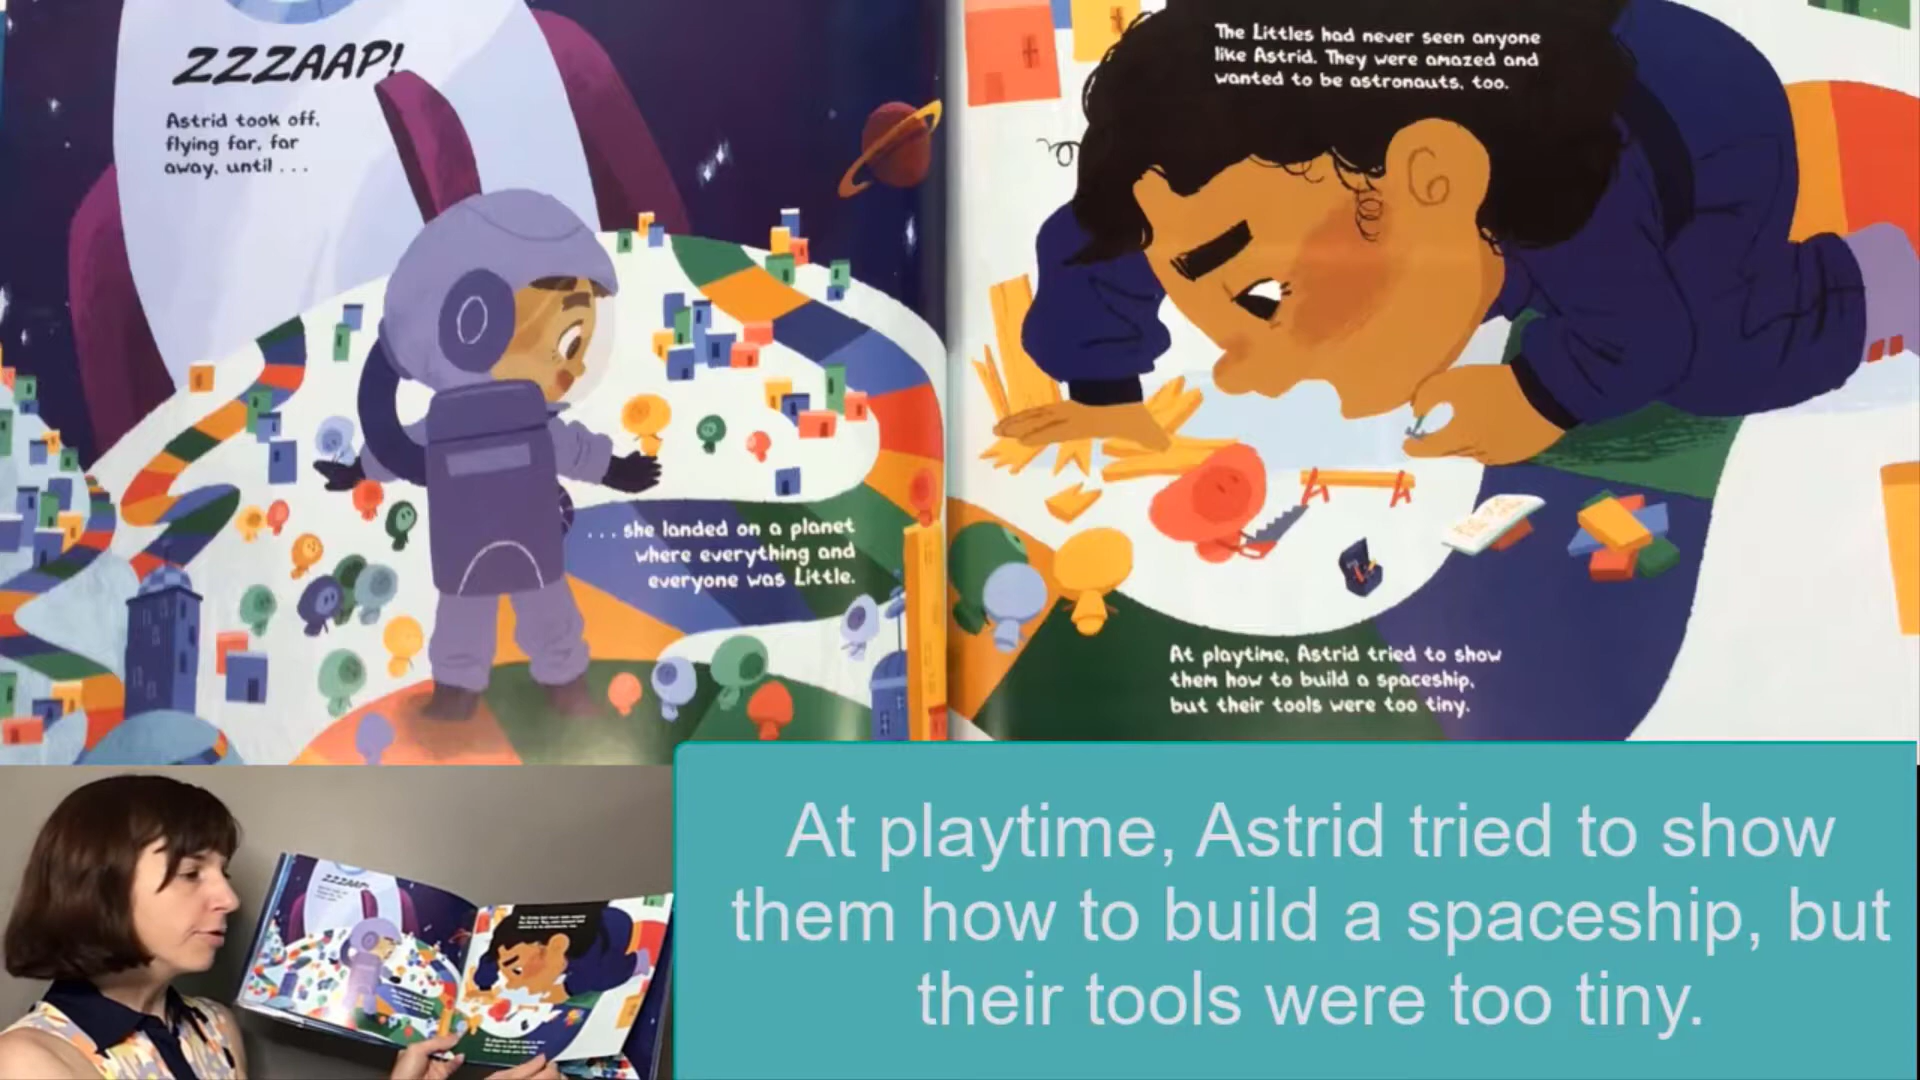 ZZZAAP!
Astrid took off,
flying far, far
away, until . . .
. . . she landed on a planet
where everything and
everyone was Little.
The Littles had never seen anyone
like Astrid. They were amazed and
wanted to be astronauts, too.
At playtime, Astrid tried to show
them how to build a spaceship,
but their tools were too tiny.
ZZZAAP!
At playtime, Astrid tried to show
them how to build a spaceship, but
their tools were too tiny.